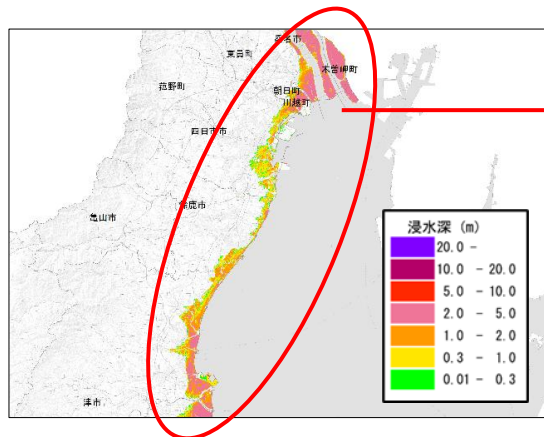 桑名市
東員町
木曽岬町
菰野町
朝日町
川越町
四日市市
鈴鹿市
亀山市
津市
浸水深 (m)
20.0 -
10.0 - 20.0
5.0 - 10.0
2.0 - 5.0
1.0 - 2.0
0.3 - 1.0
0.01 - 0.3